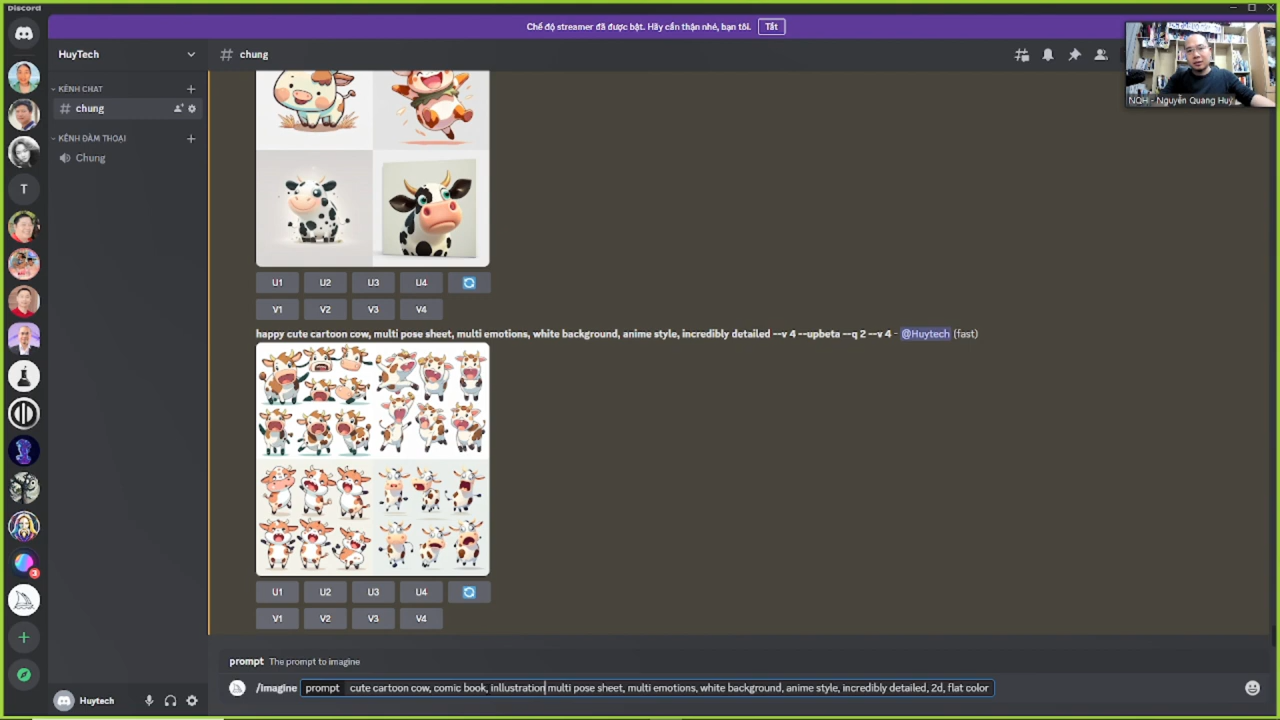 Discord
Chế độ streamer đã được bật. Hãy cẩn thận nhé, bạn tôi. Tắt
HuyTech
# chung
NQH - Nguyễn Quang Huy
KÊNH CHAT
# chung
KÊNH ĐÀM THOẠI
Chung
T
U1 U2 U3 U4
V1 V2 V3 V4
happy cute cartoon cow, multi pose sheet, multi emotions, white background, anime style, incredibly detailed --v 4 --upbeta --q 2 --v 4 - @Huytech (fast)
U1 U2 U3 U4
V1 V2 V3 V4
3
prompt The prompt to imagine
/imagine prompt cute cartoon cow, comic book, inllustration multi pose sheet, multi emotions, white background, anime style, incredibly detailed, 2d, flat color
Huytech